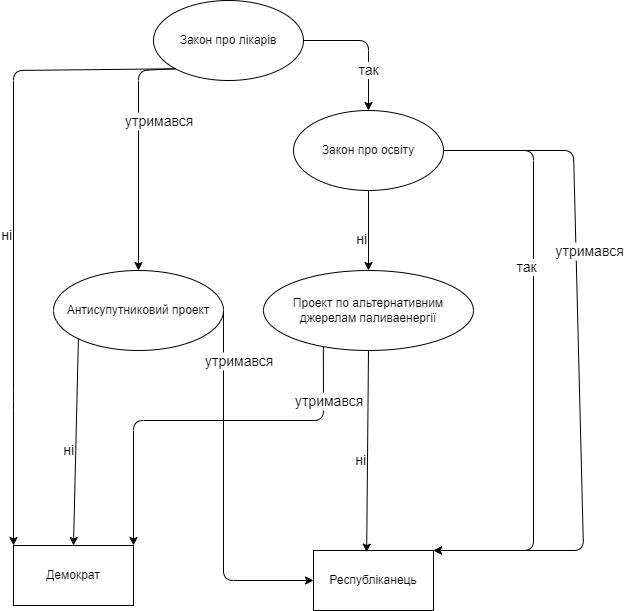 Закон про лікарів
так
утримався
Закон про освіту
ні
ні
утримався
так
Антисупутниковий проект
Проект по альтернативним
джерелам паливаенергії
утримався
утримався
ні
ні
Демократ
Республіканець